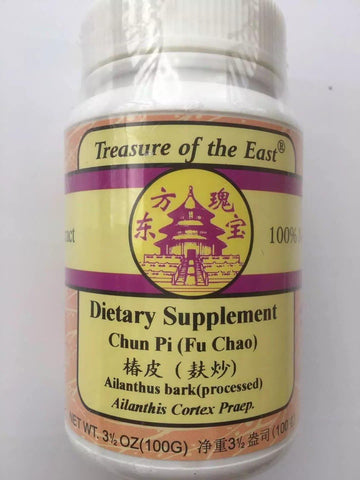 Treasure of the East®
东方瑰宝
100%
Dietary Supplement
Chun Pi (Fu Chao)
椿皮（麸炒）
Ailanthus bark(processed)
Ailanthis Cortex Praep.
NET WT. 3½ OZ(100G) 净重3½盎司(100